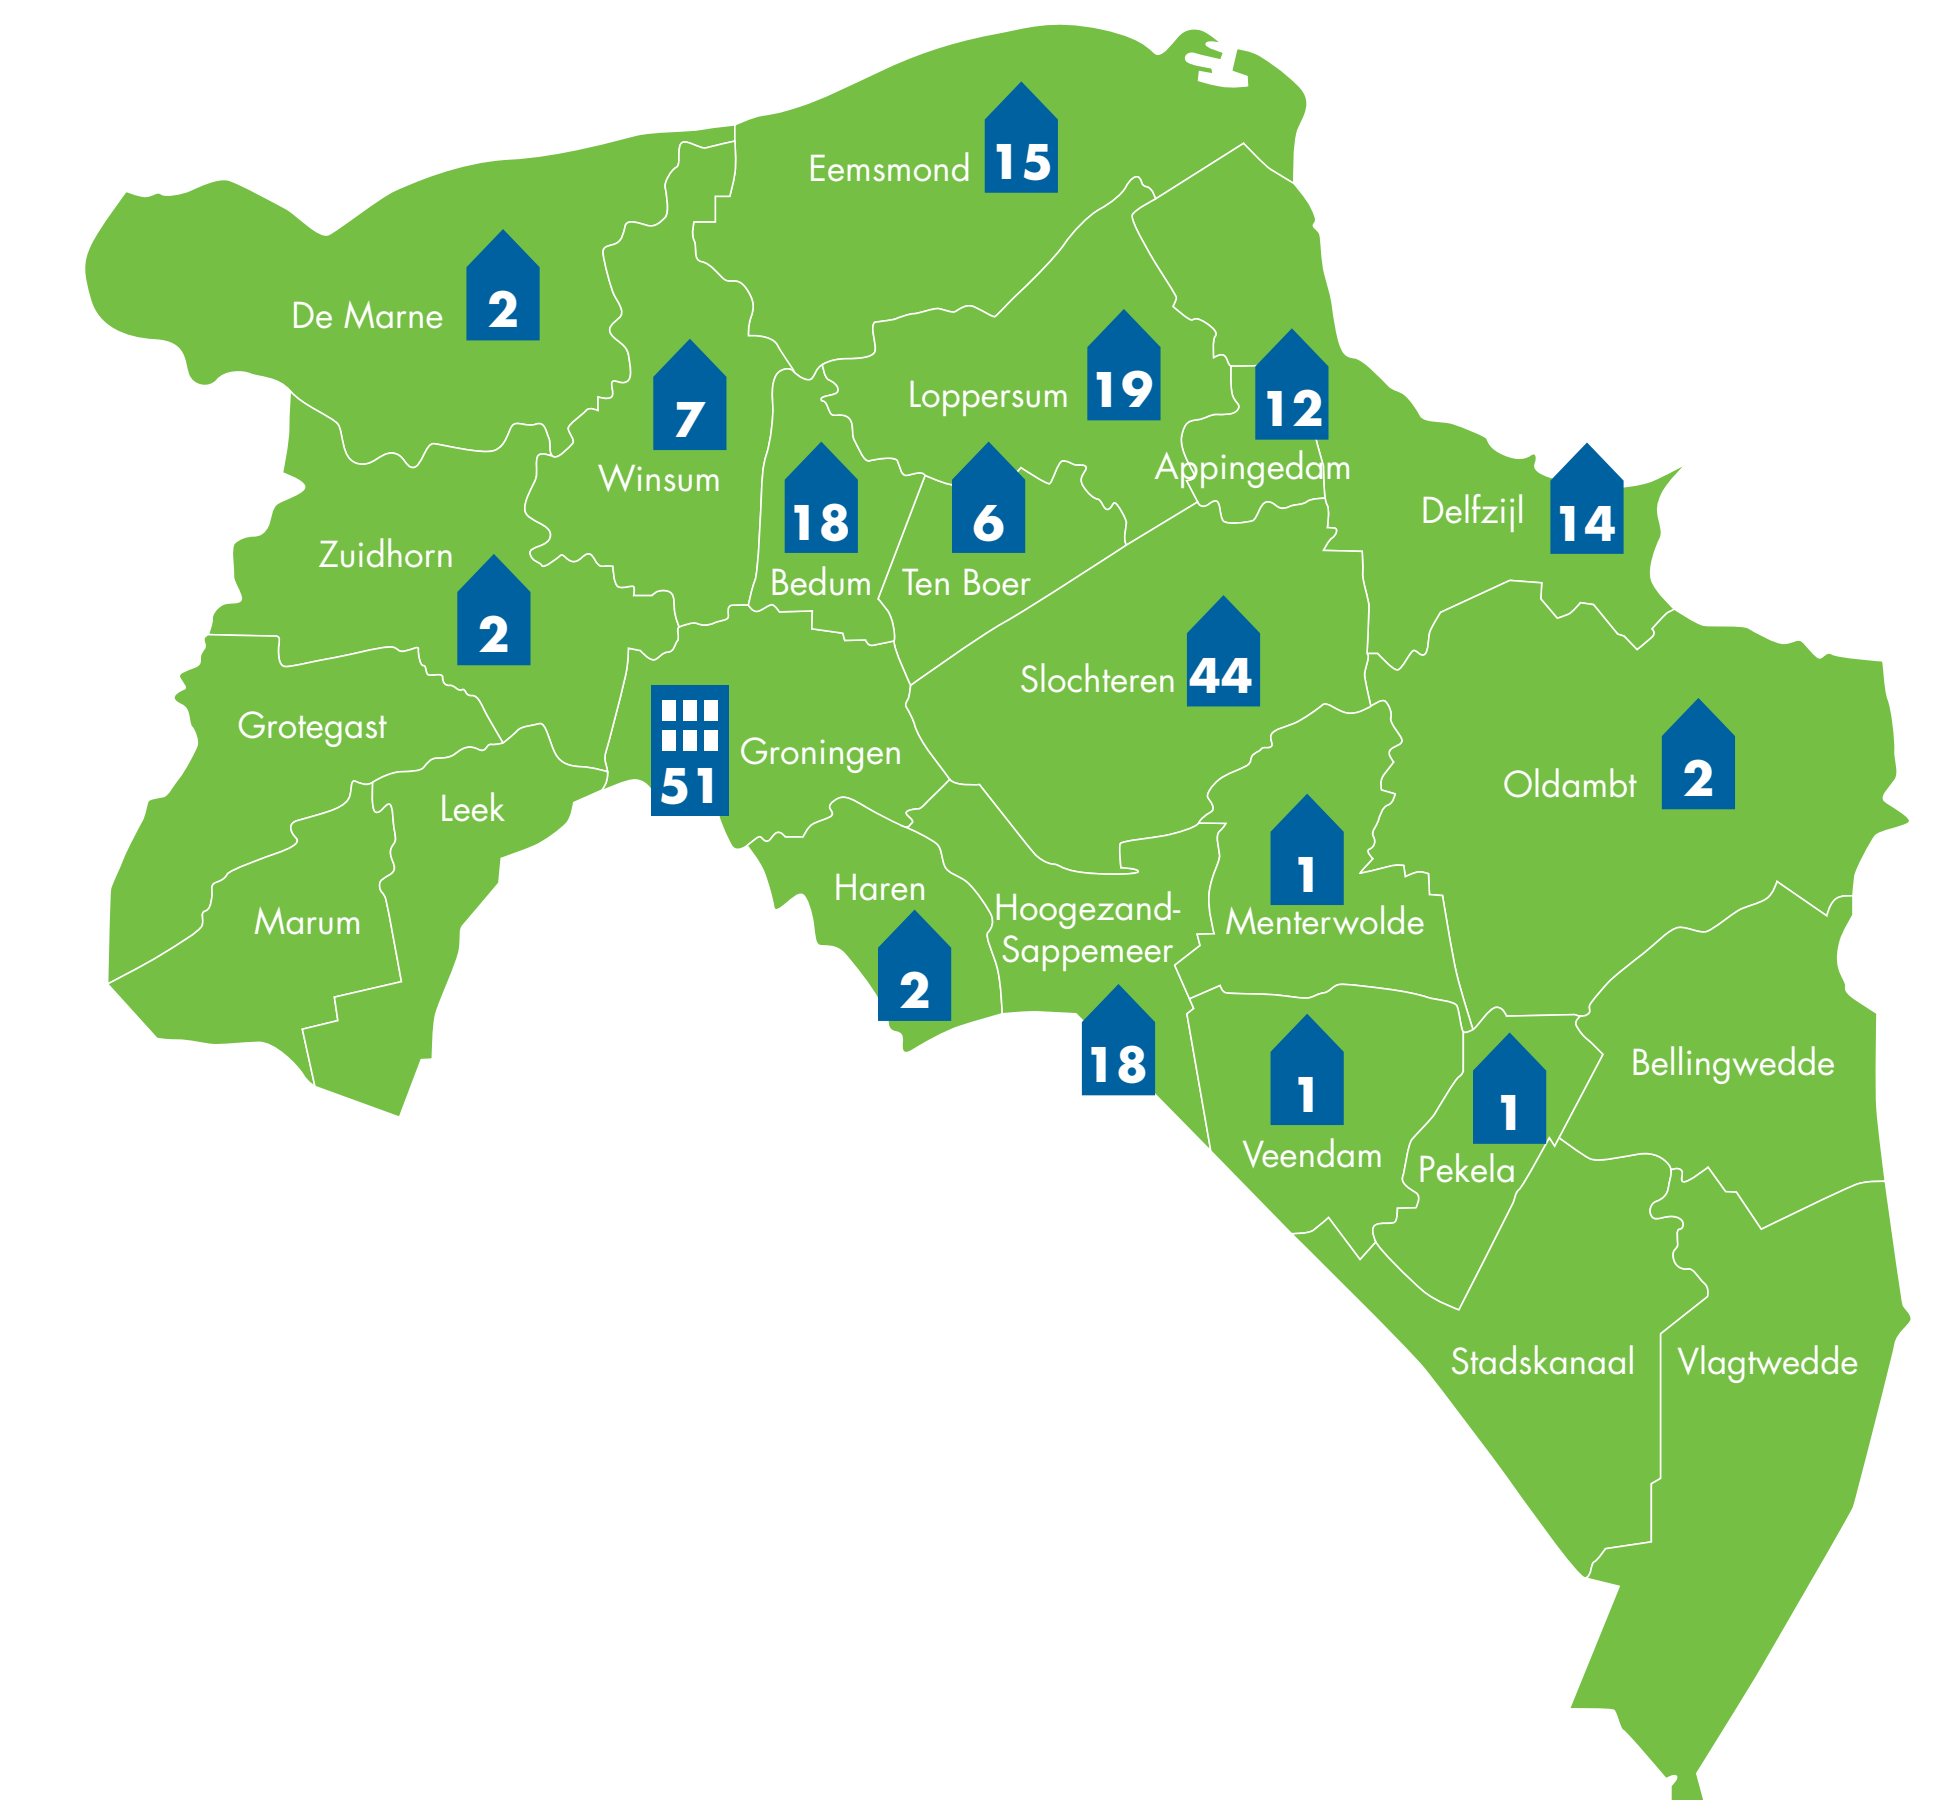 Eemsmond
15
De Marne
2
7
Winsum
Loppersum
19
12
Appingedam
Delfzijl
14
18
Bedum
6
Ten Boer
Zuidhorn
2
Slochteren
44
Grotegast
51
Groningen
Oldambt
2
Leek
Marum
Haren
2
Hoogezand-
Sappemeer
18
1
Menterwolde
1
Veendam
1
Pekela
Bellingwedde
Stadskanaal
Vlagtwedde